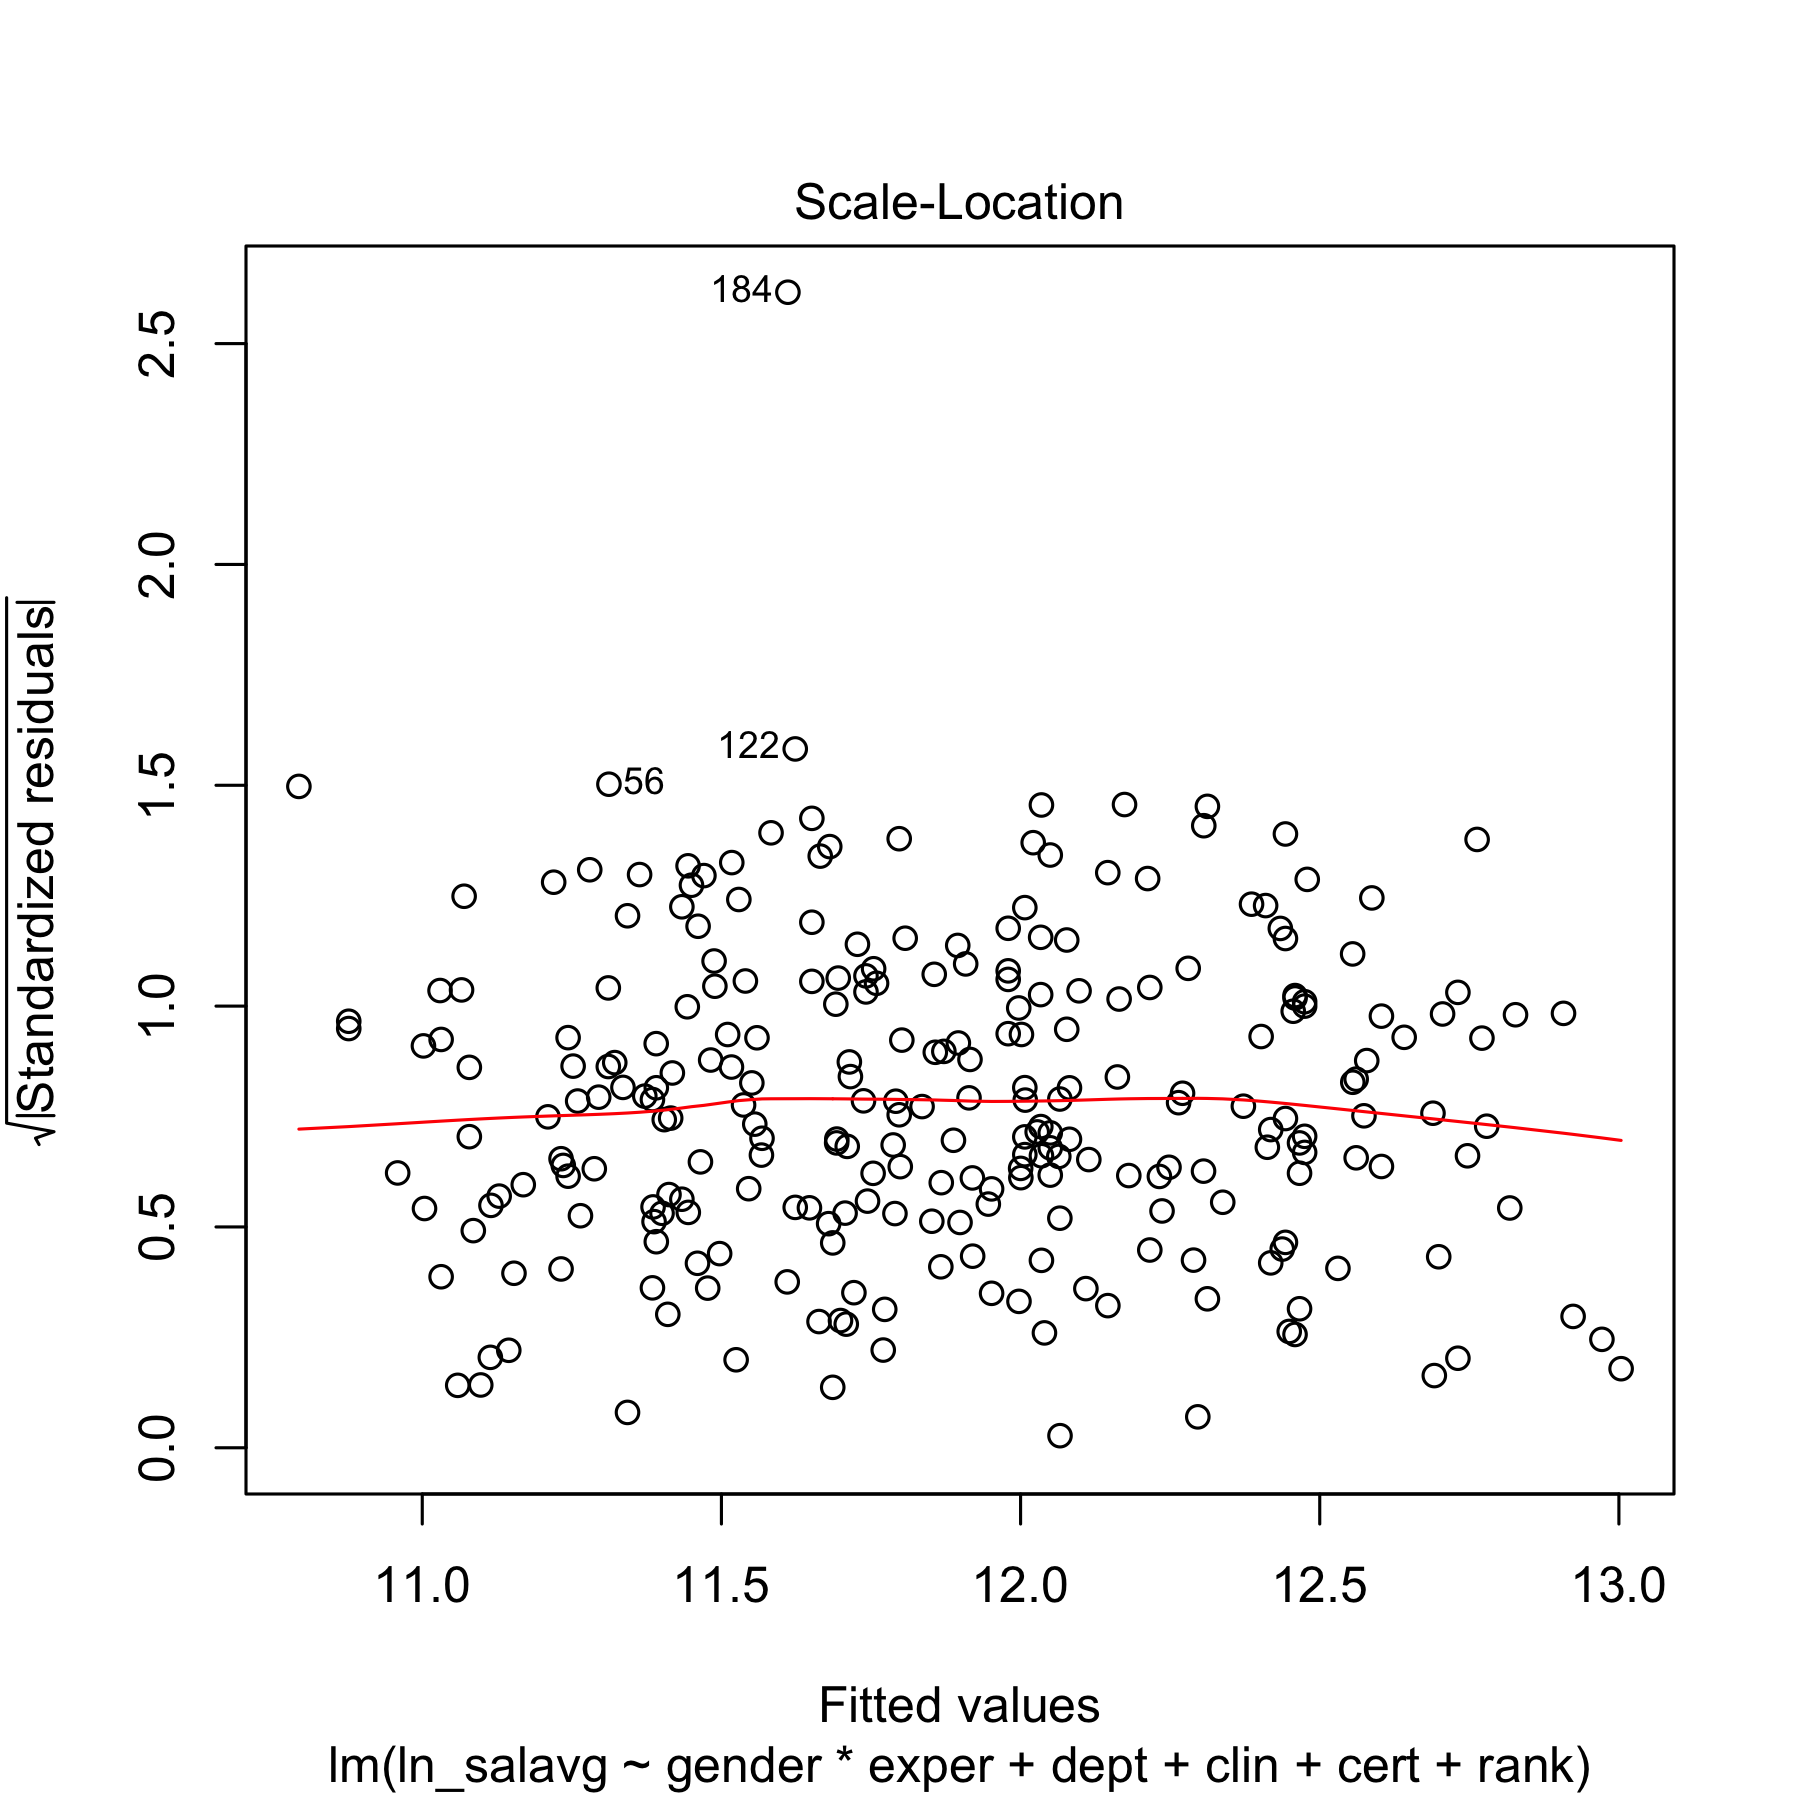 Scale-Location
184
122
56
2.5
2.0
1.5
1.0
0.5
0.0
√|Standardized residuals|
11.0 11.5 12.0 12.5 13.0
Fitted values
lm(ln_salavg ~ gender * exper + dept + clin + cert + rank)